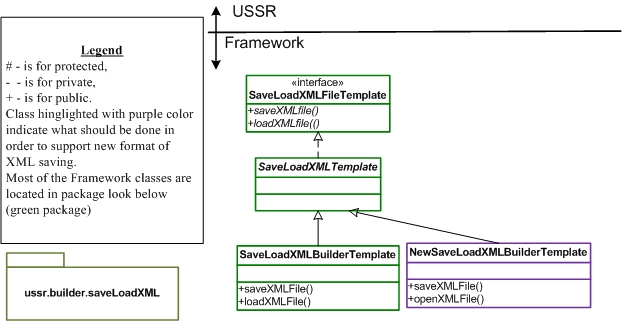 USSR
Framework
Legend
# - is for protected,
- - is for private,
+ - is for public.
Class hinglighted with purple color
indicate what should be done in
order to support new format of
XML saving.
Most of the Framework classes are
located in package look below
(green package)
ussr.builder.saveLoadXML
«interface»
SaveLoadXMLFileTemplate
+saveXMLfile()
+loadXMLfile(()
SaveLoadXMLTemplate
SaveLoadXMLBuilderTemplate
+saveXMLFile()
+loadXMLFile()
NewSaveLoadXMLBuilderTemplate
+saveXMLFile()
+openXMLFile()